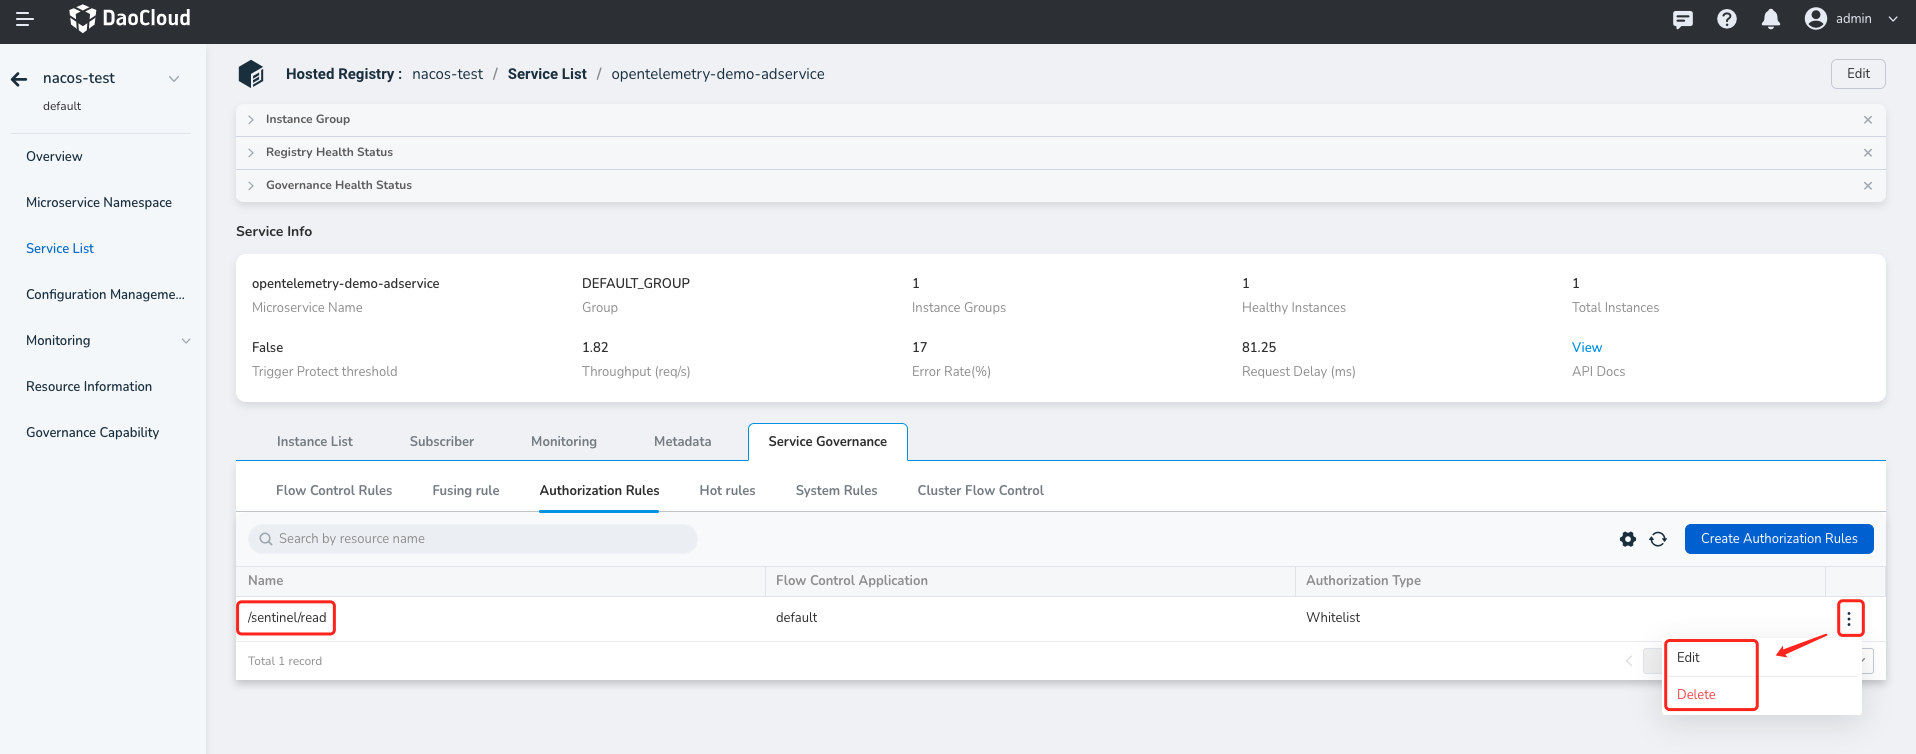 DaoCloud
admin
nacos-test
default
Hosted Registry : nacos-test / Service List / opentelemetry-demo-adservice
Edit
Overview
Microservice Namespace
Service List
Configuration Manageme...
Monitoring
Resource Information
Governance Capability
Instance Group
Registry Health Status
Governance Health Status
Service Info
opentelemetry-demo-adservice DEFAULT_GROUP 1 1 1
Microservice Name Group Instance Groups Healthy Instances Total Instances
False 1.82 17 81.25 View
Trigger Protect threshold Throughput (req/s) Error Rate(%) Request Delay (ms) API Docs
Instance List Subscriber Monitoring Metadata Service Governance
Flow Control Rules Fusing rule Authorization Rules Hot rules System Rules Cluster Flow Control
Search by resource name Create Authorization Rules
Name Flow Control Application Authorization Type
/sentinel/read default Whitelist
Total 1 record
Edit
Delete